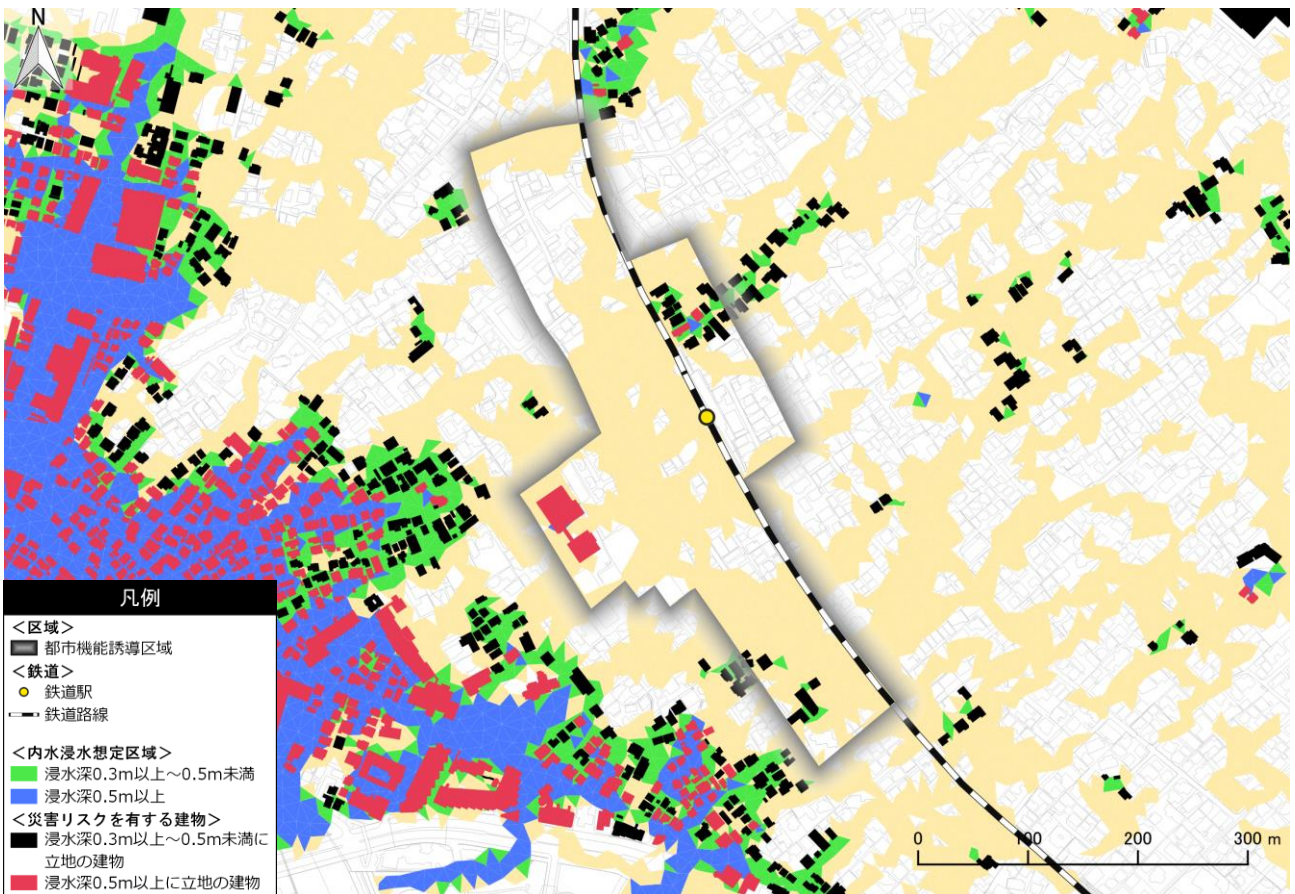 N
凡例
＜区域＞
都市機能誘導区域
＜鉄道＞
鉄道駅
鉄道路線
＜内水浸水想定区域＞
浸水深0.3m以上～0.5m未満
浸水深0.5m以上
＜災害リスクを有する建物＞
浸水深0.3m以上～0.5m未満に
立地の建物
浸水深0.5m以上に立地の建物
0 100 200 300 m